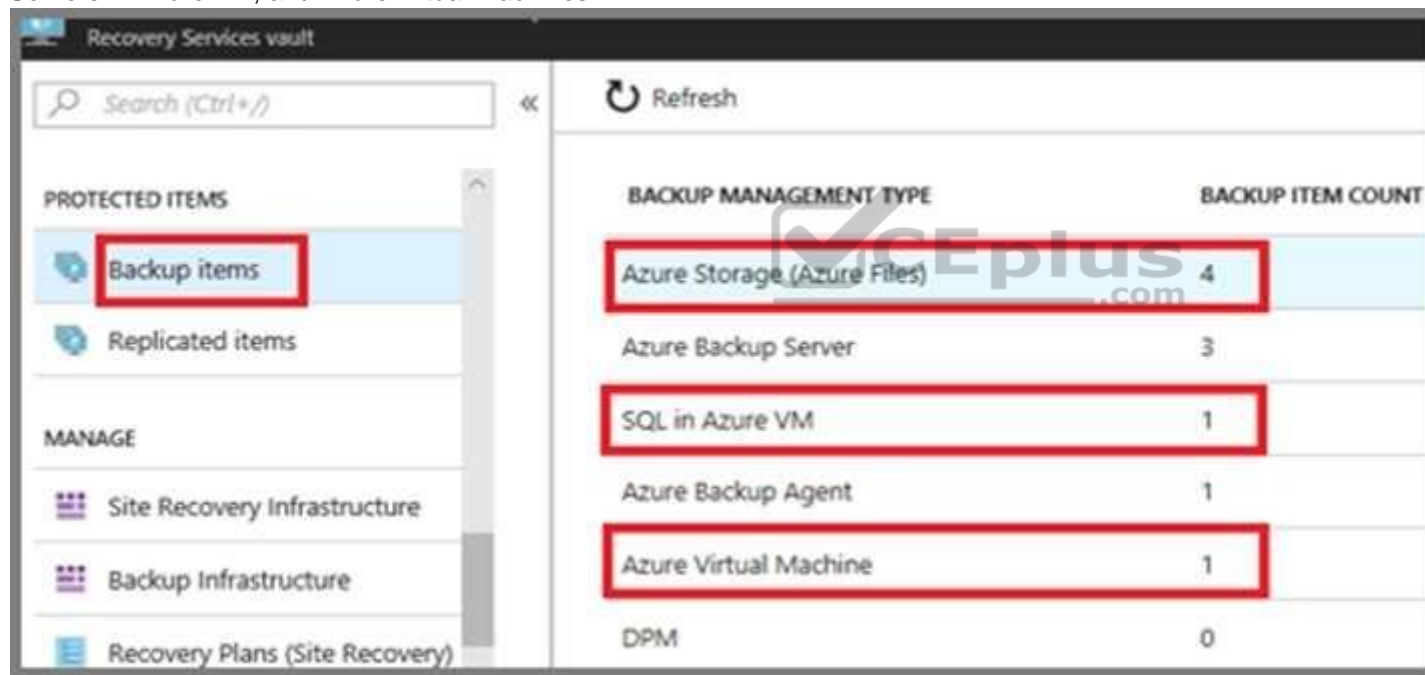 Recovery Services vault
Search (Ctrl+/)
«
Refresh
PROTECTED ITEMS
Backup items
Replicated items
MANAGE
Site Recovery Infrastructure
Backup Infrastructure
Recovery Plans (Site Recovery)
BACKUP MANAGEMENT TYPE BACKUP ITEM COUNT
Azure Storage (Azure Files) 4
Azure Backup Server 3
SQL in Azure VM 1
Azure Backup Agent 1
Azure Virtual Machine 1
DPM 0
CEplus
.com